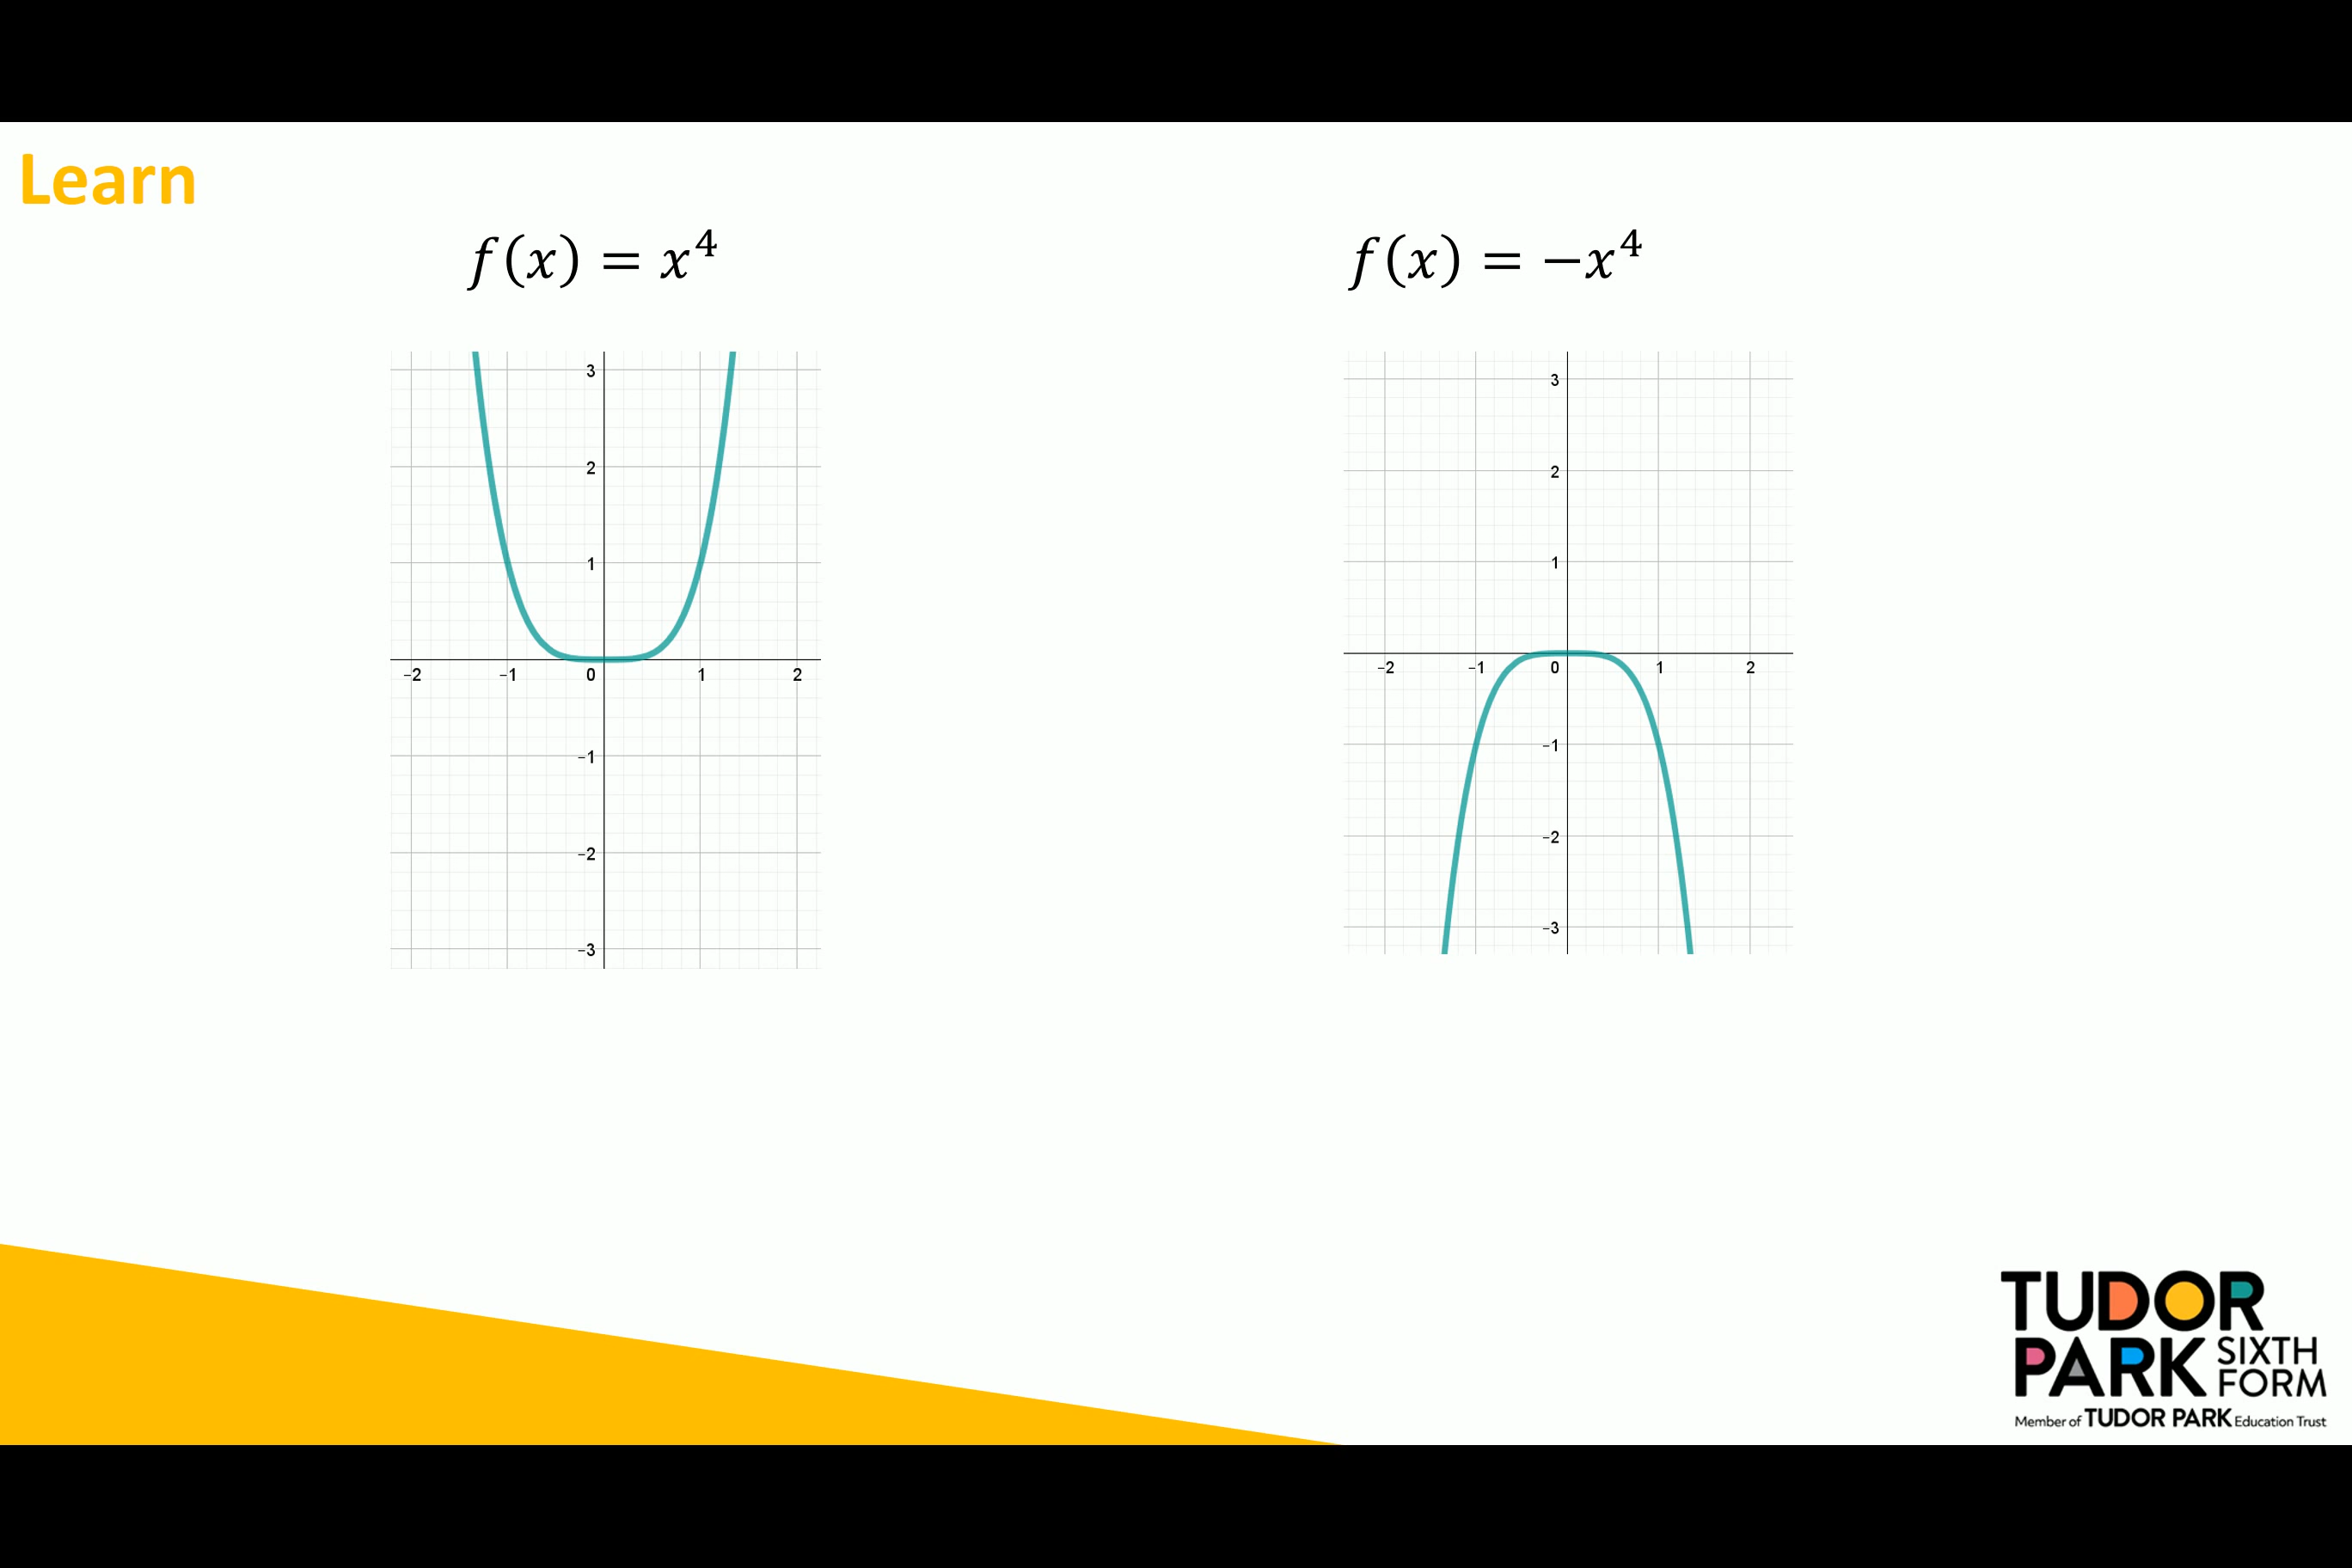 Learn
f(x) = x⁴
f(x) = −x⁴
3
2
1
−2 −1 0 1 2
−1
−2
−3
3
2
1
−2 −1 0 1 2
−1
−2
−3
TUDOR
PARK SIXTH FORM
Member of TUDOR PARK Education Trust